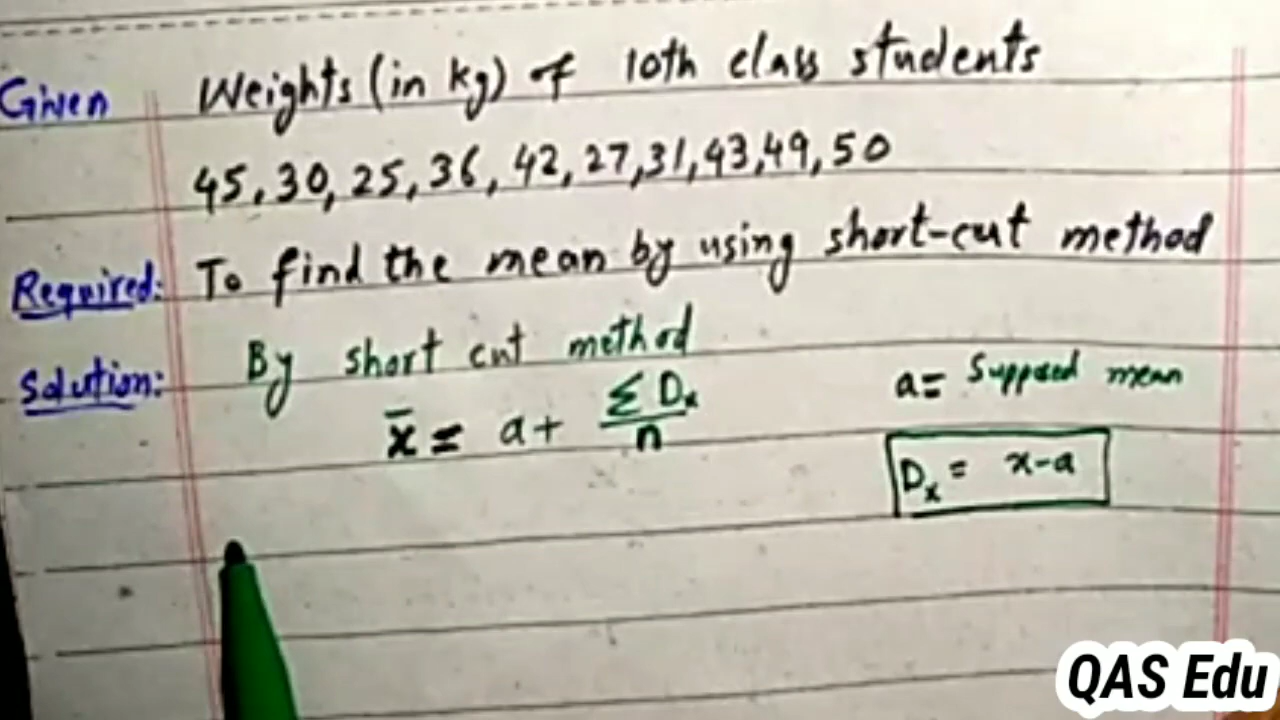 Given Weights (in kg) of 10th class students
45, 30, 25, 36, 42, 27, 31, 43, 49, 50
Required: To find the mean by using short-cut method
Solution: By short cut method
a = Supposed mean
x̄ = a + ΣDₓ/n
Dₓ = x-a
QAS Edu